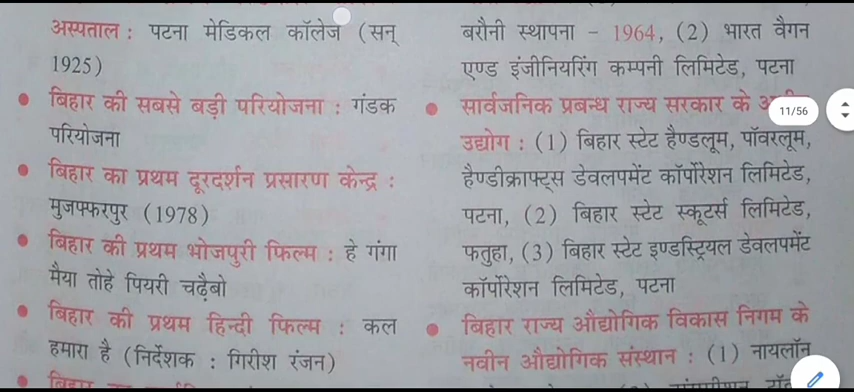 अस्पताल : पटना मेडिकल कॉलेज (सन्
1925)
• बिहार की सबसे बड़ी परियोजना : गंडक
परियोजना
• बिहार का प्रथम दूरदर्शन प्रसारण केन्द्र :
मुजफ्फरपुर (1978)
• बिहार की प्रथम भोजपुरी फिल्म : हे गंगा
मैया तोहे पियरी चढ़ैबो
• बिहार की प्रथम हिन्दी फिल्म : कल
हमारा है (निर्देशक : गिरीश रंजन)
बरौनी स्थापना - 1964, (2) भारत वैगन
एण्ड इंजीनियरिंग कम्पनी लिमिटेड, पटना
• सार्वजनिक प्रबन्ध राज्य सरकार के
उद्योग : (1) बिहार स्टेट हैण्डलूम, पॉवरलूम,
हैण्डीक्राफ्ट्स डेवलपमेंट कॉर्पोरेशन लिमिटेड,
पटना, (2) बिहार स्टेट स्कूटर्स लिमिटेड,
फतुहा, (3) बिहार स्टेट इण्डस्ट्रियल डेवलपमेंट
कॉर्पोरेशन लिमिटेड, पटना
• बिहार राज्य औद्योगिक विकास निगम के
नवीन औद्योगिक संस्थान : (1) नायलॉन
11/56